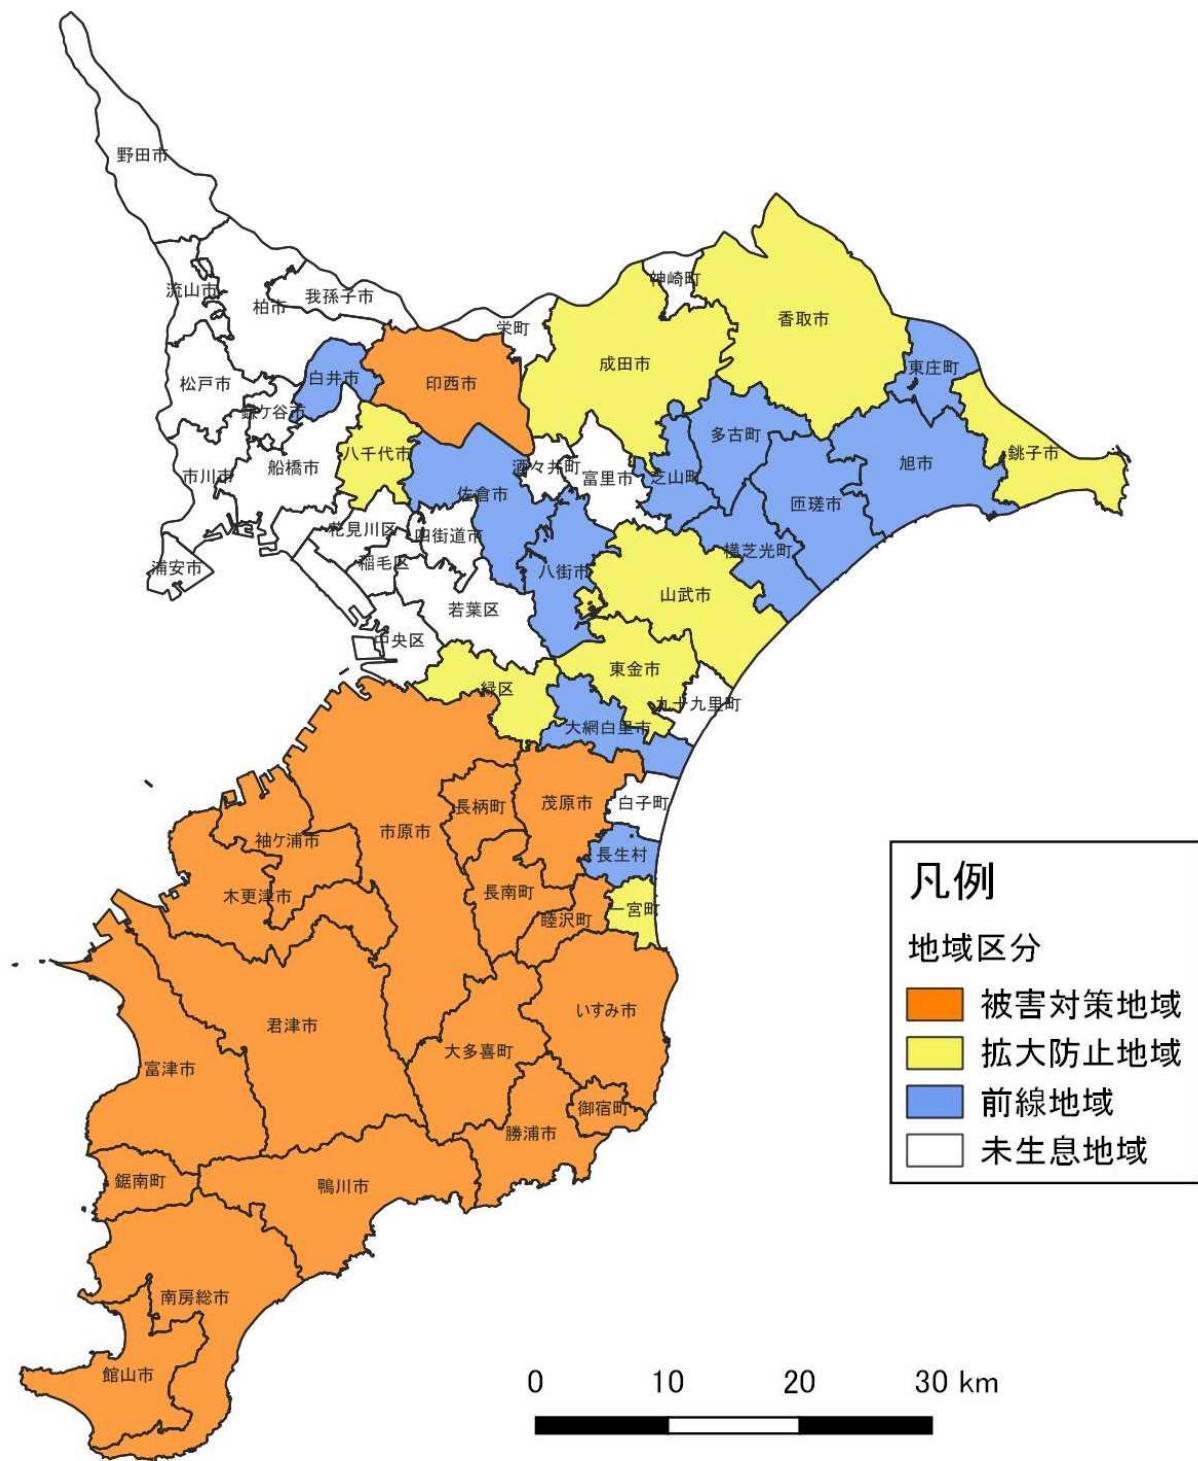 野田市
流山市
柏市
我孫子市
栄町
神崎町
香取市
成田市
東庄町
松戸市
白井市
印西市
鎌ケ谷市
多古町
八千代市
船橋市
市川市
酒々井町
富里市
芝山町
旭市
銚子市
佐倉市
匝瑳市
花見川区
四街道市
横芝光町
浦安市
稲毛区
八街市
山武市
若葉区
中央区
東金市
緑区
九十九里町
大網白里市
長柄町
茂原市
白子町
市原市
袖ケ浦市
長生村
木更津市
長南町
睦沢町
一宮町
いすみ市
君津市
大多喜町
富津市
御宿町
勝浦市
鋸南町
鴨川市
南房総市
館山市
凡例
地域区分
被害対策地域
拡大防止地域
前線地域
未生息地域
0 10 20 30 km